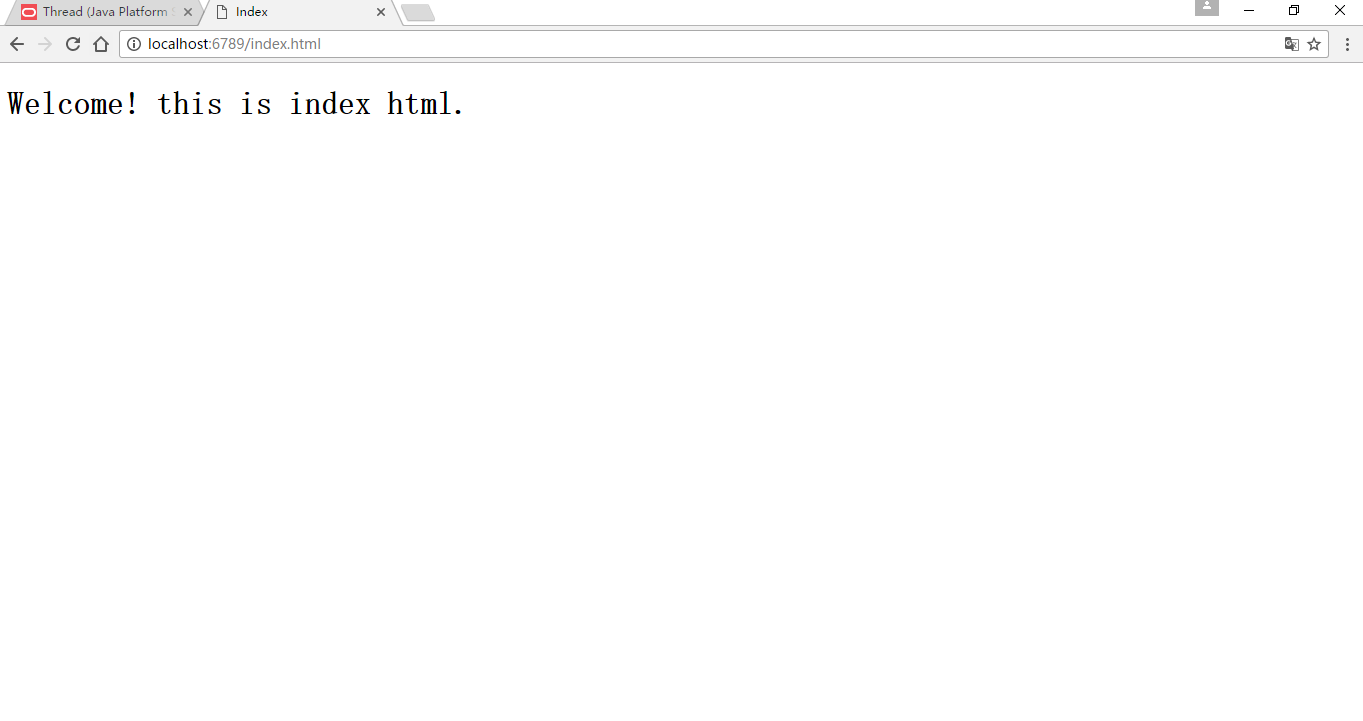 Thread (Java Platform
Index
localhost:6789/index.html
Welcome! this is index html.